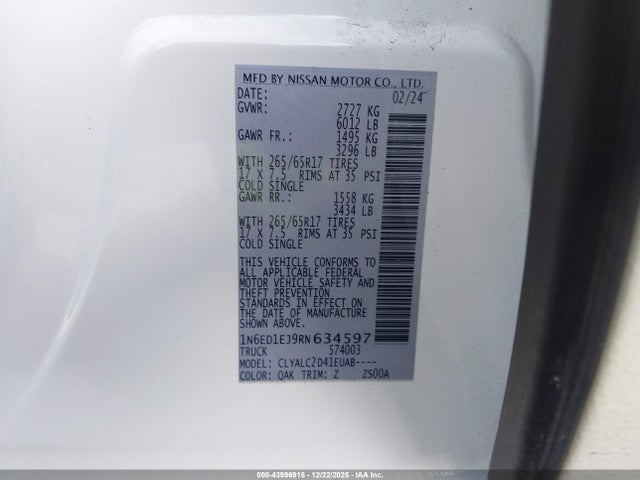 MFD BY NISSAN MOTOR CO., LTD.
DATE: 02/24
GVWR: 2727 KG
6012 LB
GAWR FR.: 1495 KG
3296 LB
WITH 265/65R17 TIRES
17 X 7.5 RIMS AT 35 PSI
COLD SINGLE
GAWR RR.: 1558 KG
3434 LB
WITH 265/65R17 TIRES
17 X 7.5 RIMS AT 35 PSI
COLD SINGLE
THIS VEHICLE CONFORMS TO
ALL APPLICABLE FEDERAL
MOTOR VEHICLE SAFETY AND
THEFT PREVENTION
STANDARDS IN EFFECT ON
THE DATE OF MANUFACTURE
SHOWN ABOVE.
1N6ED1EJ9RN634597
TRUCK 574003
MODEL: CLYALC2D41EUAB----
COLOR: QAK TRIM: Z ZS00A
000-43996916 - 12/22/2025 - IAAI.COM